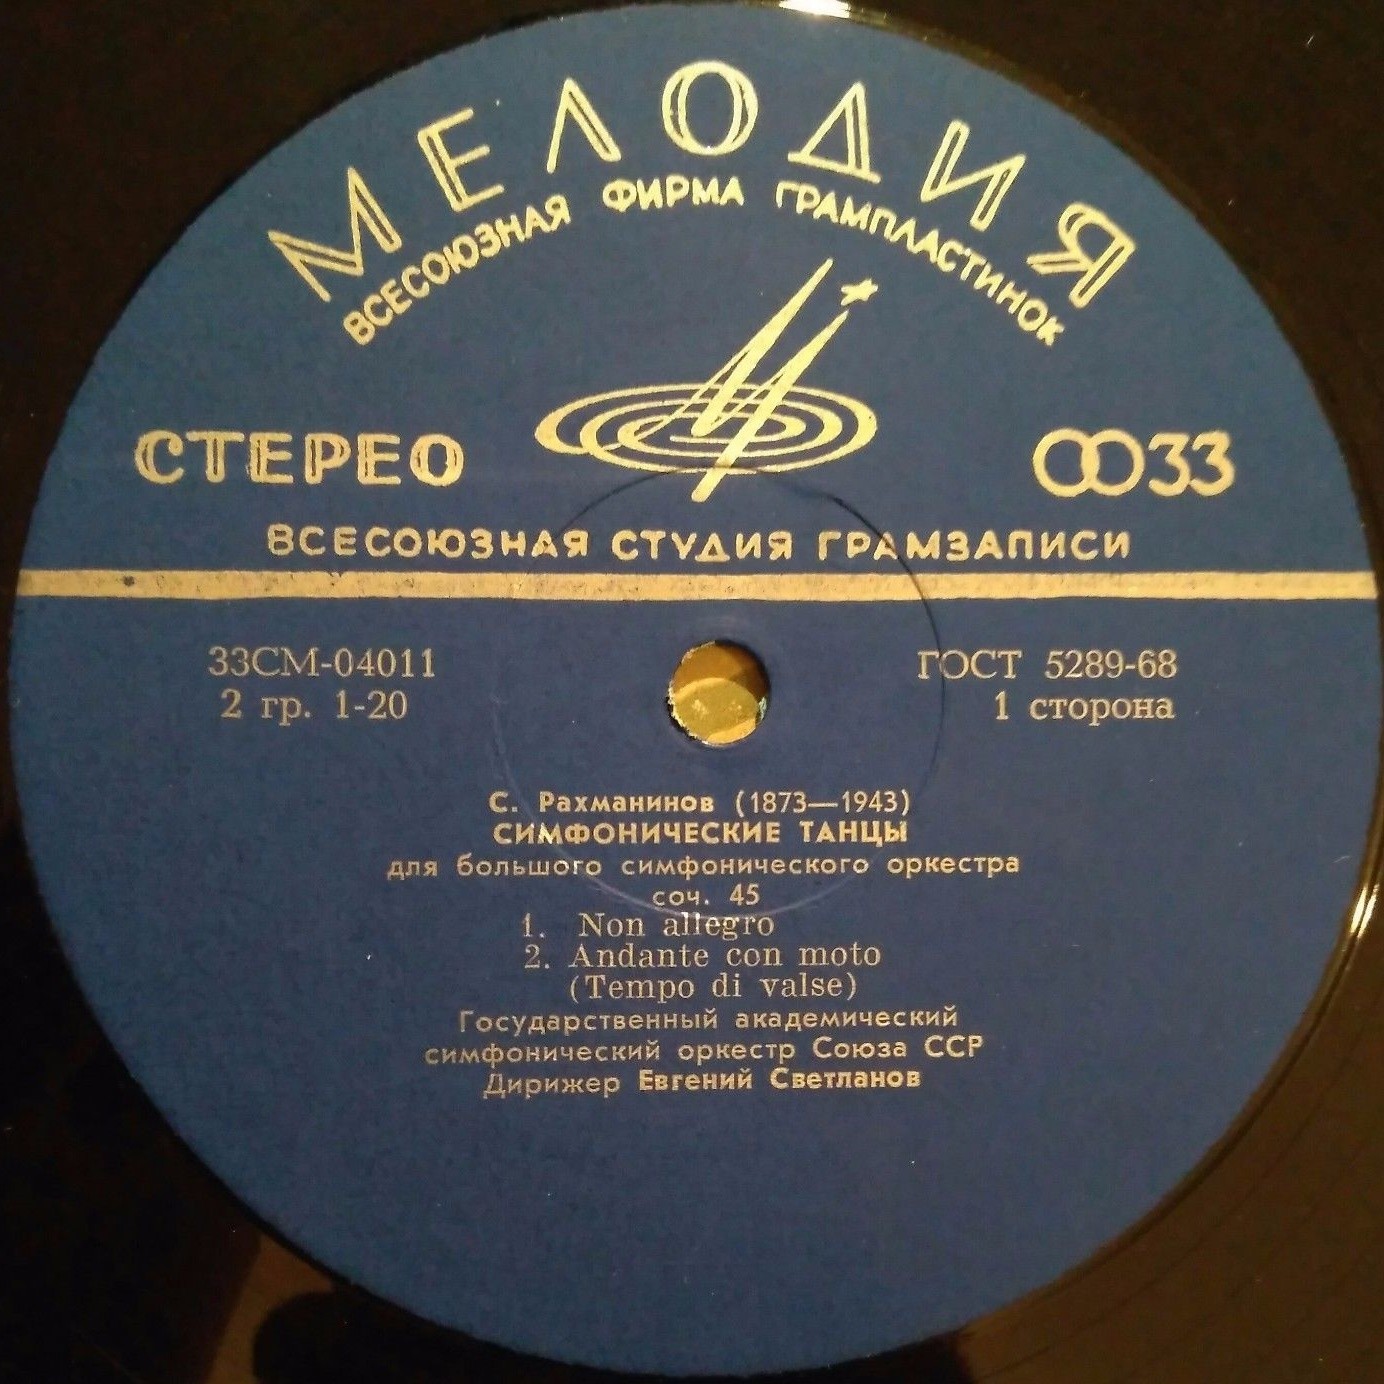 МЕЛОДИЯ
ВСЕСОЮЗНАЯ ФИРМА ГРАМПЛАСТИНОК
СТЕРЕО
33
ВСЕСОЮЗНАЯ СТУДИЯ ГРАМЗАПИСИ
33СМ-04011
ГОСТ 5289-68
2 гр. 1-20
1 сторона
С. Рахманинов (1873—1943)
СИМФОНИЧЕСКИЕ ТАНЦЫ
для большого симфонического оркестра
соч. 45
1. Non allegro
2. Andante con moto
(Tempo di valse)
Государственный академический
симфонический оркестр Союза ССР
Дирижер Евгений Светланов